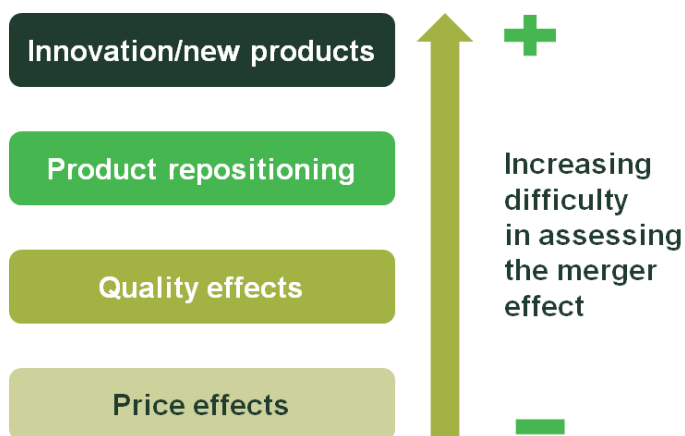 Innovation/new products
Product repositioning
Quality effects
Price effects
Increasing
difficulty
in assessing
the merger
effect